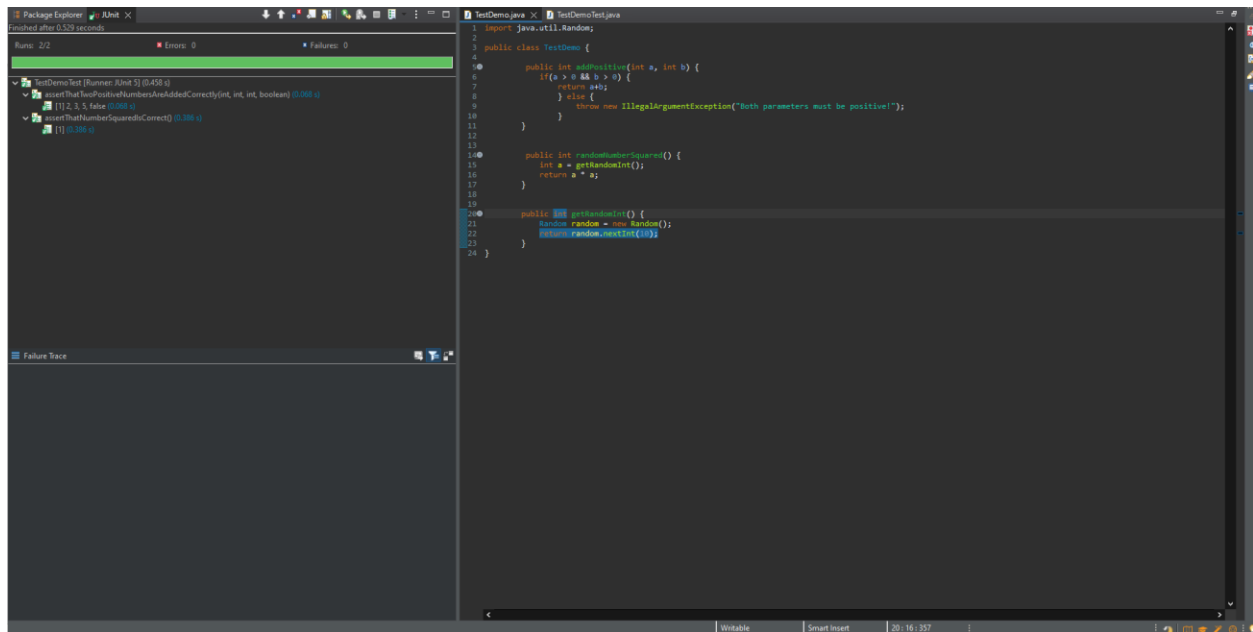 Package Explorer JUnit
Finished after 0.529 seconds
Runs: 2/2 Errors: 0 Failures: 0
TestDemoTest [Runner: JUnit 5] (0.458 s)
assertThatTwoPositiveNumbersAreAddedCorrectly(int, int, int, boolean) (0.068 s)
[1] 2, 3, 5, false (0.068 s)
assertThatNumberSquaredIsCorrect() (0.386 s)
[1] (0.386 s)
Failure Trace
TestDemo.java TestDemoTest.java
1 import java.util.Random;
2
3 public class TestDemo {
4
5 public int addPositive(int a, int b) {
6 if(a > 0 && b > 0) {
7 return a+b;
8 } else {
9 throw new IllegalArgumentException("Both parameters must be positive!");
10 }
11 }
12
13
14 public int randomNumberSquared() {
15 int a = getRandomInt();
16 return a * a;
17 }
18
19
20 public int getRandomInt() {
21 Random random = new Random();
22 return random.nextInt(10);
23 }
24 }
Writable Smart Insert 20 : 16 : 357